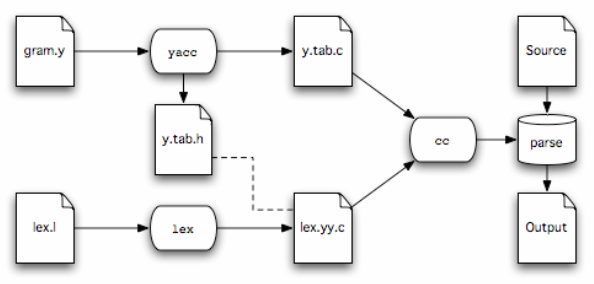 gram.y
yacc
y.tab.c
Source
y.tab.h
cc
parse
lex.l
lex
lex.yy.c
Output